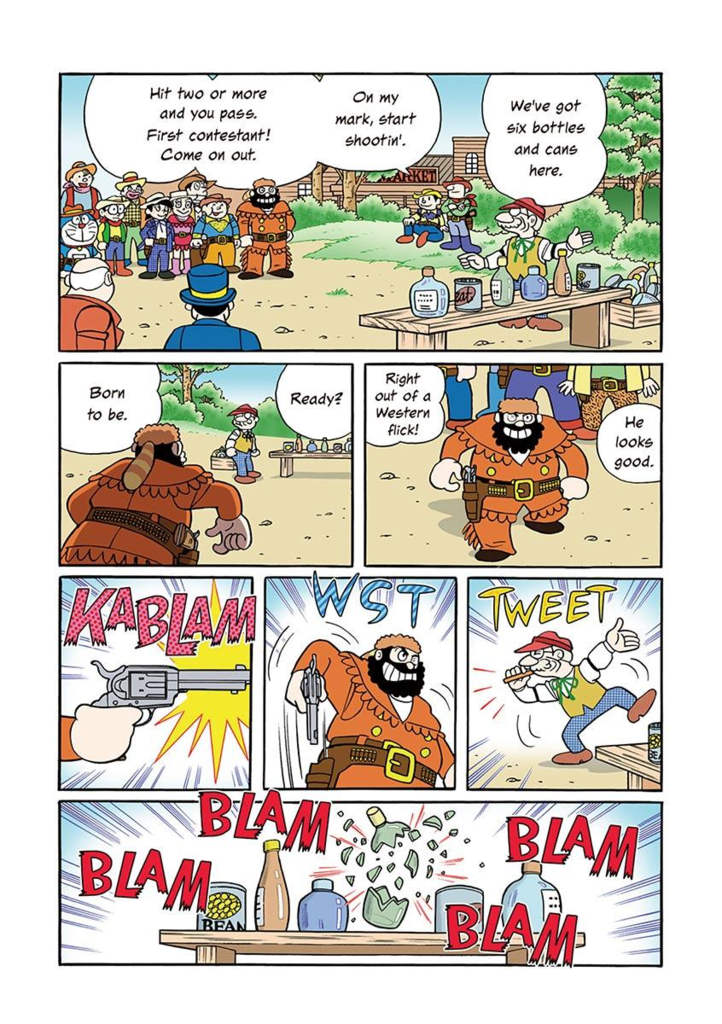 We've got
six bottles
and cans
here.
On my
mark, start
shootin'.
Hit two or more
and you pass.
First contestant!
Come on out.
ARKET
He
looks
good.
Right
out of a
Western
flick!
Ready?
Born
to be.
TWEET
WST
KABLAM
BLAM
BLAM
BLAM
BLAM
BLAM
BEAN